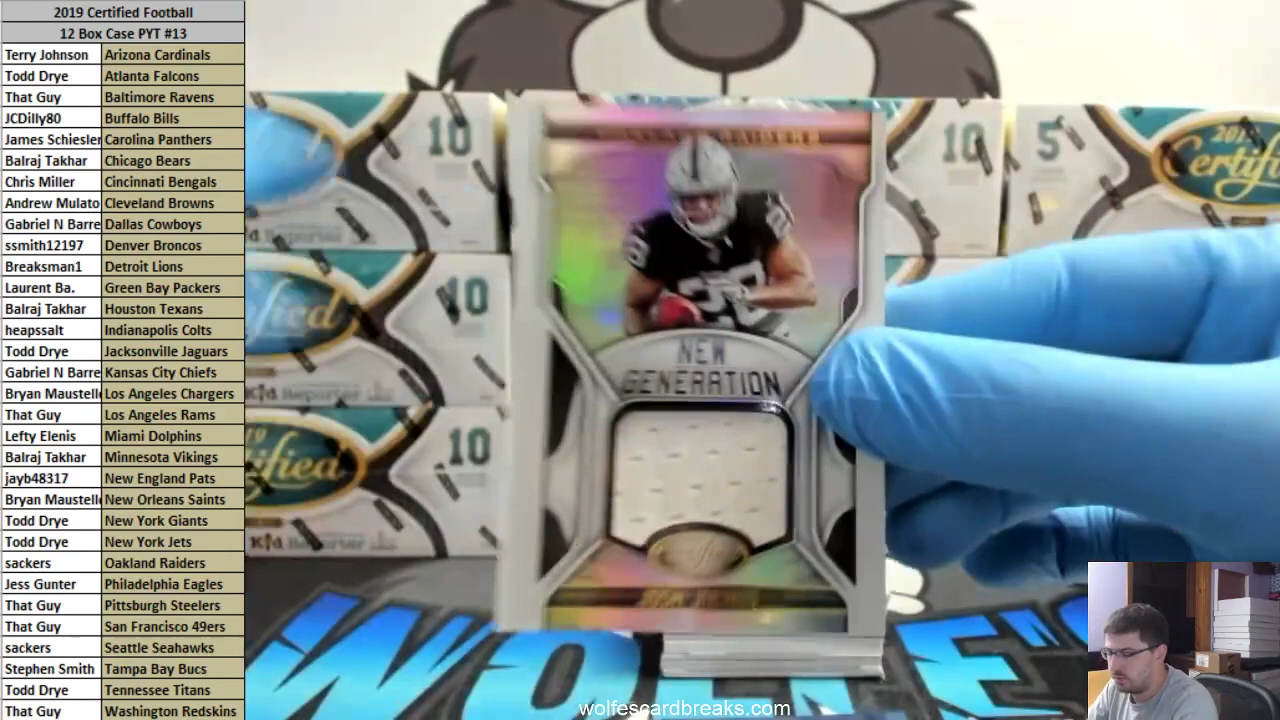 2019 Certified Football
12 Box Case PYT #13
Terry Johnson Arizona Cardinals
Todd Drye Atlanta Falcons
That Guy Baltimore Ravens
JCDilly80 Buffalo Bills
James Schiesler Carolina Panthers
Balraj Takhar Chicago Bears
Chris Miller Cincinnati Bengals
Andrew Mulato Cleveland Browns
Gabriel N Barre Dallas Cowboys
ssmith12197 Denver Broncos
Breaksman1 Detroit Lions
Laurent Ba. Green Bay Packers
Balraj Takhar Houston Texans
heapssalt Indianapolis Colts
Todd Drye Jacksonville Jaguars
Gabriel N Barre Kansas City Chiefs
Bryan Maustelle Los Angeles Chargers
That Guy Los Angeles Rams
Lefty Elenis Miami Dolphins
Balraj Takhar Minnesota Vikings
jayb48317 New England Pats
Bryan Maustelle New Orleans Saints
Todd Drye New York Giants
Todd Drye New York Jets
sackers Oakland Raiders
Jess Gunter Philadelphia Eagles
That Guy Pittsburgh Steelers
That Guy San Francisco 49ers
sackers Seattle Seahawks
Stephen Smith Tampa Bay Bucs
Todd Drye Tennessee Titans
That Guy Washington Redskins
10
10
5
RAIDERS
10
10
NEW
GENERATION
wolfescardbreaks.com